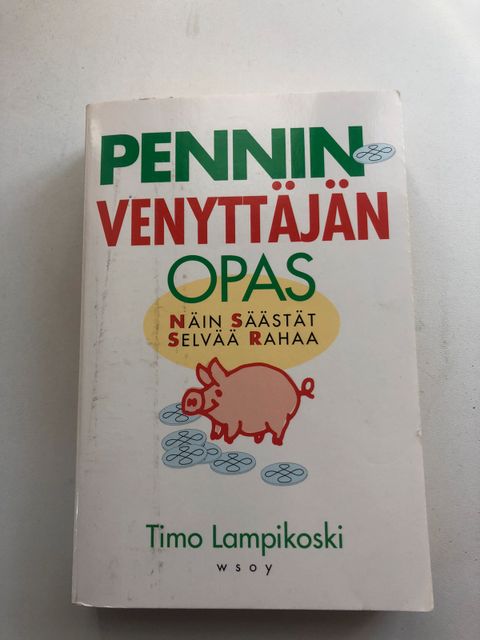 PENNIN
VENYTTÄJÄN
OPAS
NÄIN SÄÄSTÄT
SELVÄÄ RAHAA
Timo Lampikoski
wsoy